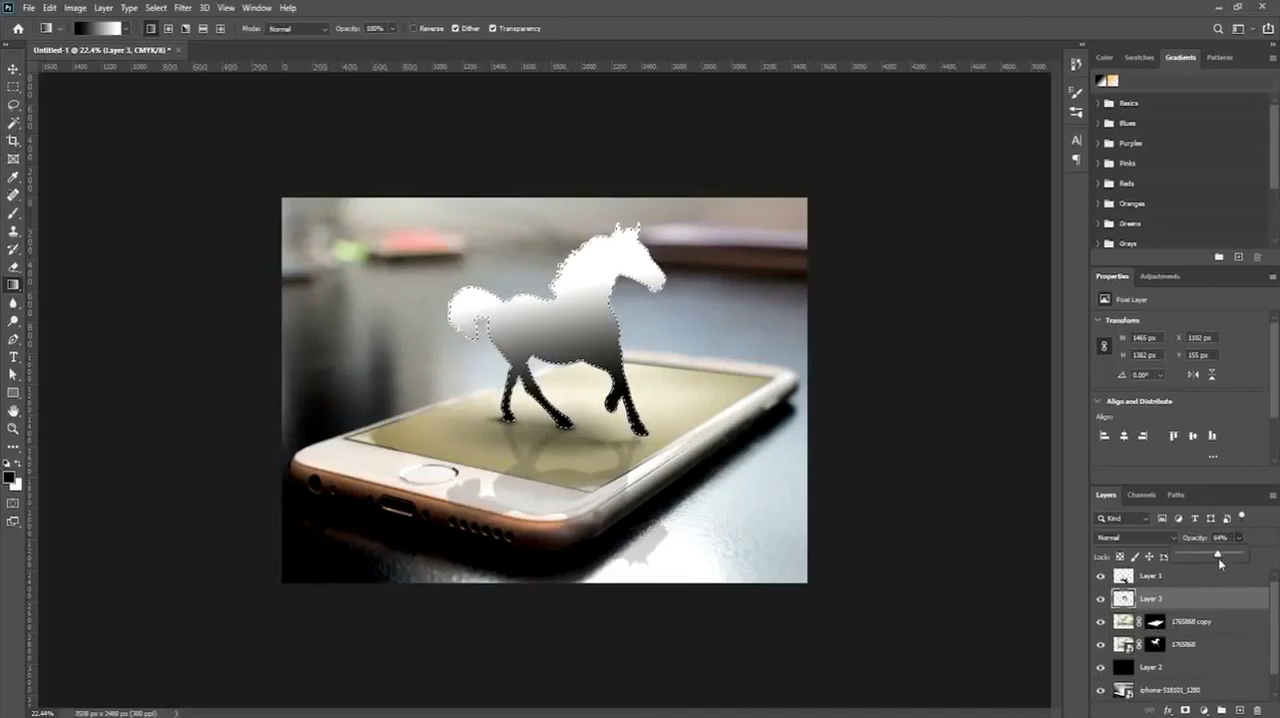 Ps File Edit Image Layer Type Select Filter 3D View Window Help
Mode: Normal Opacity: 100% Reverse Dither Transparency
Untitled-1 @ 22.4% (Layer 3, CMYK/8) *
Color Swatches Gradients Patterns
Basics
Blues
Purples
Pinks
Reds
Oranges
Greens
Grays
Properties Adjustments
Pixel Layer
Transform
W 1465 px X 1102 px
H 1382 px Y 155 px
0.00°
Align and Distribute
Align:
Layers Channels Paths
Kind
Normal Opacity: 64%
Lock:
Layer 1
Layer 3
1765868 copy
1765868
Layer 2
iphone-518101_1280
22.44% 3508 px x 2480 px (300 ppi)